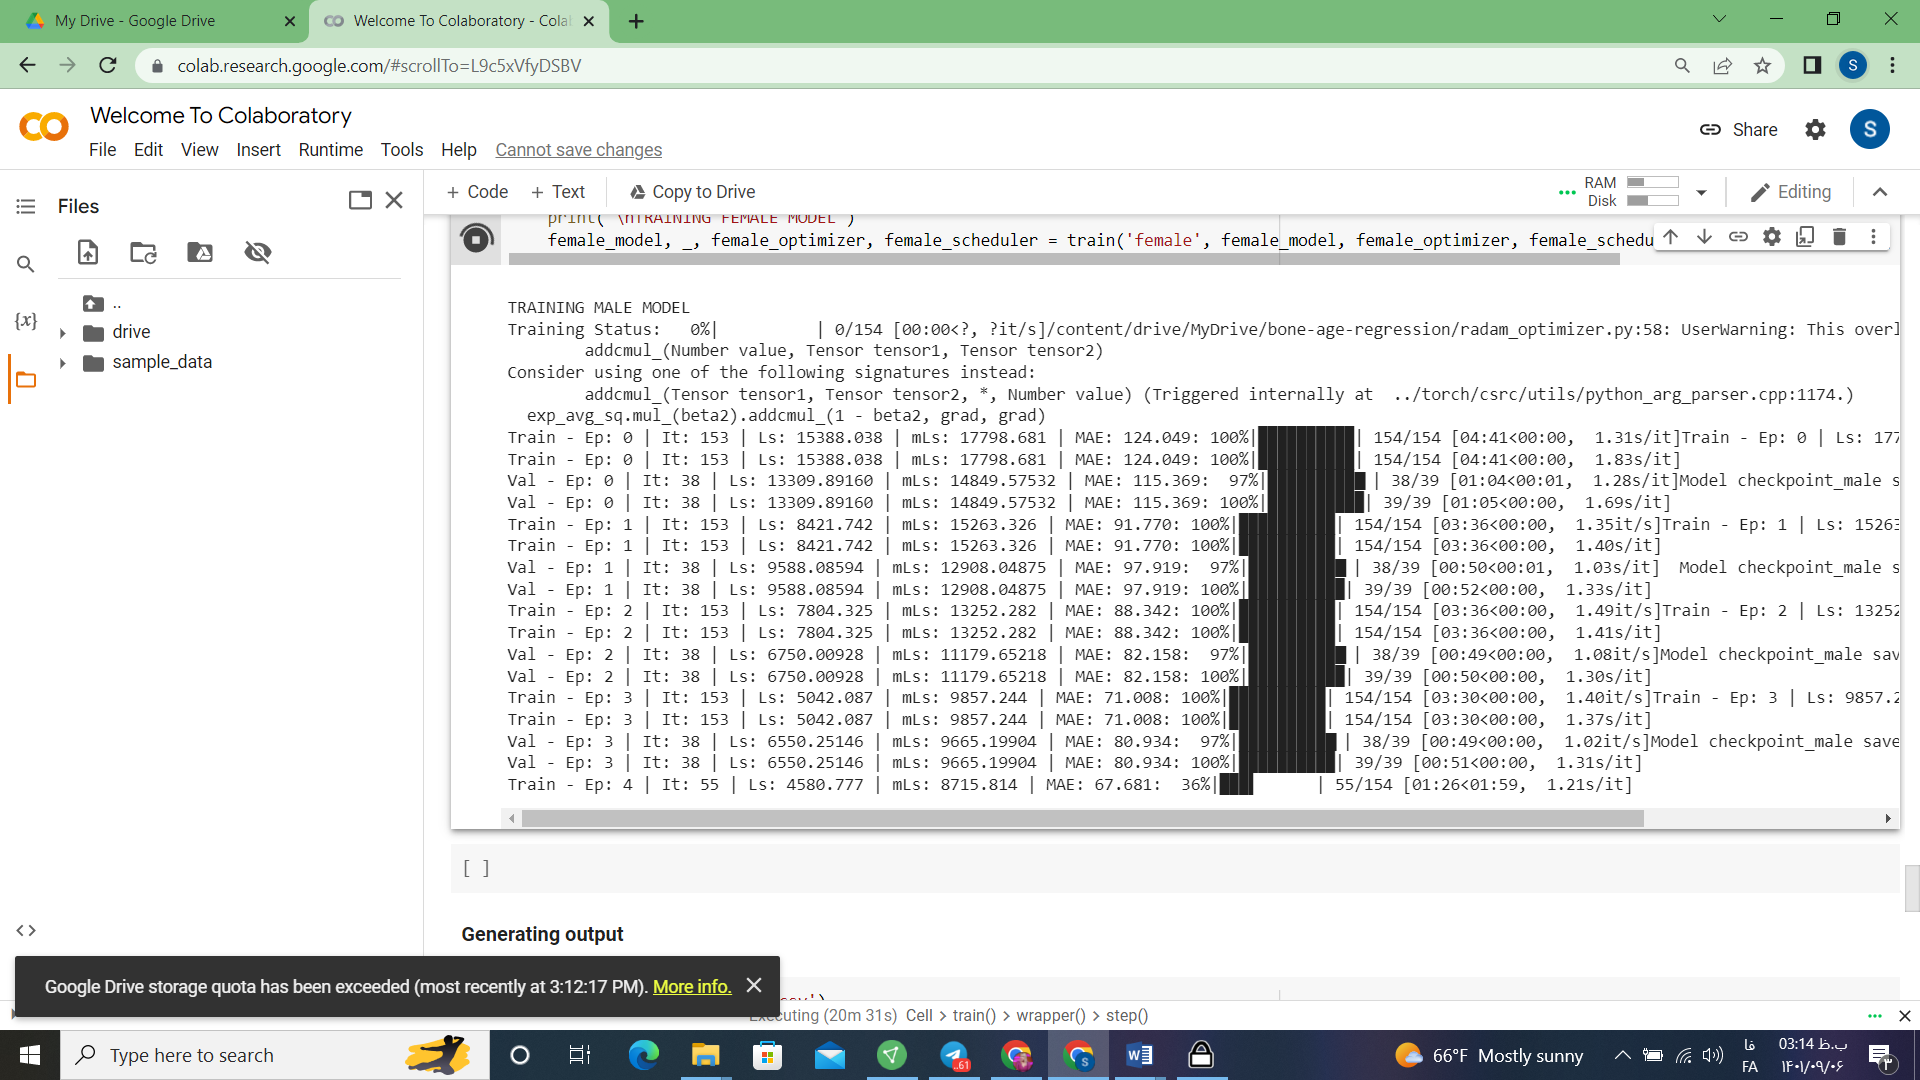 My Drive - Google Drive
Welcome To Colaboratory - Cola
colab.research.google.com/#scrollTo=L9c5xVfyDSBV
S
Welcome To Colaboratory
File Edit View Insert Runtime Tools Help Cannot save changes
Share
S
Files
+ Code + Text Copy to Drive
RAM
Disk
Editing
..
drive
sample_data
{x}
print("\nTRAINING FEMALE MODEL")
female_model, _, female_optimizer, female_scheduler = train('female', female_model, female_optimizer, female_schedu
TRAINING MALE MODEL
Training Status: 0%| | 0/154 [00:00<?, ?it/s]/content/drive/MyDrive/bone-age-regression/radam_optimizer.py:58: UserWarning: This overl
addcmul_(Number value, Tensor tensor1, Tensor tensor2)
Consider using one of the following signatures instead:
addcmul_(Tensor tensor1, Tensor tensor2, *, Number value) (Triggered internally at ../torch/csrc/utils/python_arg_parser.cpp:1174.)
exp_avg_sq.mul_(beta2).addcmul_(1 - beta2, grad, grad)
Train - Ep: 0 | It: 153 | Ls: 15388.038 | mLs: 17798.681 | MAE: 124.049: 100%|██████████| 154/154 [04:41<00:00, 1.31s/it]Train - Ep: 0 | Ls: 177
Train - Ep: 0 | It: 153 | Ls: 15388.038 | mLs: 17798.681 | MAE: 124.049: 100%|██████████| 154/154 [04:41<00:00, 1.83s/it]
Val - Ep: 0 | It: 38 | Ls: 13309.89160 | mLs: 14849.57532 | MAE: 115.369: 97%|██████████ | 38/39 [01:04<00:01, 1.28s/it]Model checkpoint_male s
Val - Ep: 0 | It: 38 | Ls: 13309.89160 | mLs: 14849.57532 | MAE: 115.369: 100%|██████████| 39/39 [01:05<00:00, 1.69s/it]
Train - Ep: 1 | It: 153 | Ls: 8421.742 | mLs: 15263.326 | MAE: 91.770: 100%|██████████| 154/154 [03:36<00:00, 1.35it/s]Train - Ep: 1 | Ls: 15263
Train - Ep: 1 | It: 153 | Ls: 8421.742 | mLs: 15263.326 | MAE: 91.770: 100%|██████████| 154/154 [03:36<00:00, 1.40s/it]
Val - Ep: 1 | It: 38 | Ls: 9588.08594 | mLs: 12908.04875 | MAE: 97.919: 97%|██████████ | 38/39 [00:50<00:01, 1.03s/it] Model checkpoint_male s
Val - Ep: 1 | It: 38 | Ls: 9588.08594 | mLs: 12908.04875 | MAE: 97.919: 100%|██████████| 39/39 [00:52<00:00, 1.33s/it]
Train - Ep: 2 | It: 153 | Ls: 7804.325 | mLs: 13252.282 | MAE: 88.342: 100%|██████████| 154/154 [03:36<00:00, 1.49it/s]Train - Ep: 2 | Ls: 13252
Train - Ep: 2 | It: 153 | Ls: 7804.325 | mLs: 13252.282 | MAE: 88.342: 100%|██████████| 154/154 [03:36<00:00, 1.41s/it]
Val - Ep: 2 | It: 38 | Ls: 6750.00928 | mLs: 11179.65218 | MAE: 82.158: 97%|██████████ | 38/39 [00:49<00:00, 1.08it/s]Model checkpoint_male sav
Val - Ep: 2 | It: 38 | Ls: 6750.00928 | mLs: 11179.65218 | MAE: 82.158: 100%|██████████| 39/39 [00:50<00:00, 1.30s/it]
Train - Ep: 3 | It: 153 | Ls: 5042.087 | mLs: 9857.244 | MAE: 71.008: 100%|██████████| 154/154 [03:30<00:00, 1.40it/s]Train - Ep: 3 | Ls: 9857.2
Train - Ep: 3 | It: 153 | Ls: 5042.087 | mLs: 9857.244 | MAE: 71.008: 100%|██████████| 154/154 [03:30<00:00, 1.37s/it]
Val - Ep: 3 | It: 38 | Ls: 6550.25146 | mLs: 9665.19904 | MAE: 80.934: 97%|██████████ | 38/39 [00:49<00:00, 1.02it/s]Model checkpoint_male save
Val - Ep: 3 | It: 38 | Ls: 6550.25146 | mLs: 9665.19904 | MAE: 80.934: 100%|██████████| 39/39 [00:51<00:00, 1.31s/it]
Train - Ep: 4 | It: 55 | Ls: 4580.777 | mLs: 8715.814 | MAE: 67.681: 36%|███ | 55/154 [01:26<01:59, 1.21s/it]
[ ]
Generating output
Google Drive storage quota has been exceeded (most recently at 3:12:17 PM). More info.
Executing (20m 31s) Cell > train() > wrapper() > step()
Type here to search
..61
66°F Mostly sunny
فا
FA
03:14 ب.ظ
۱۴۰۱/۰۹/۰۶
۳